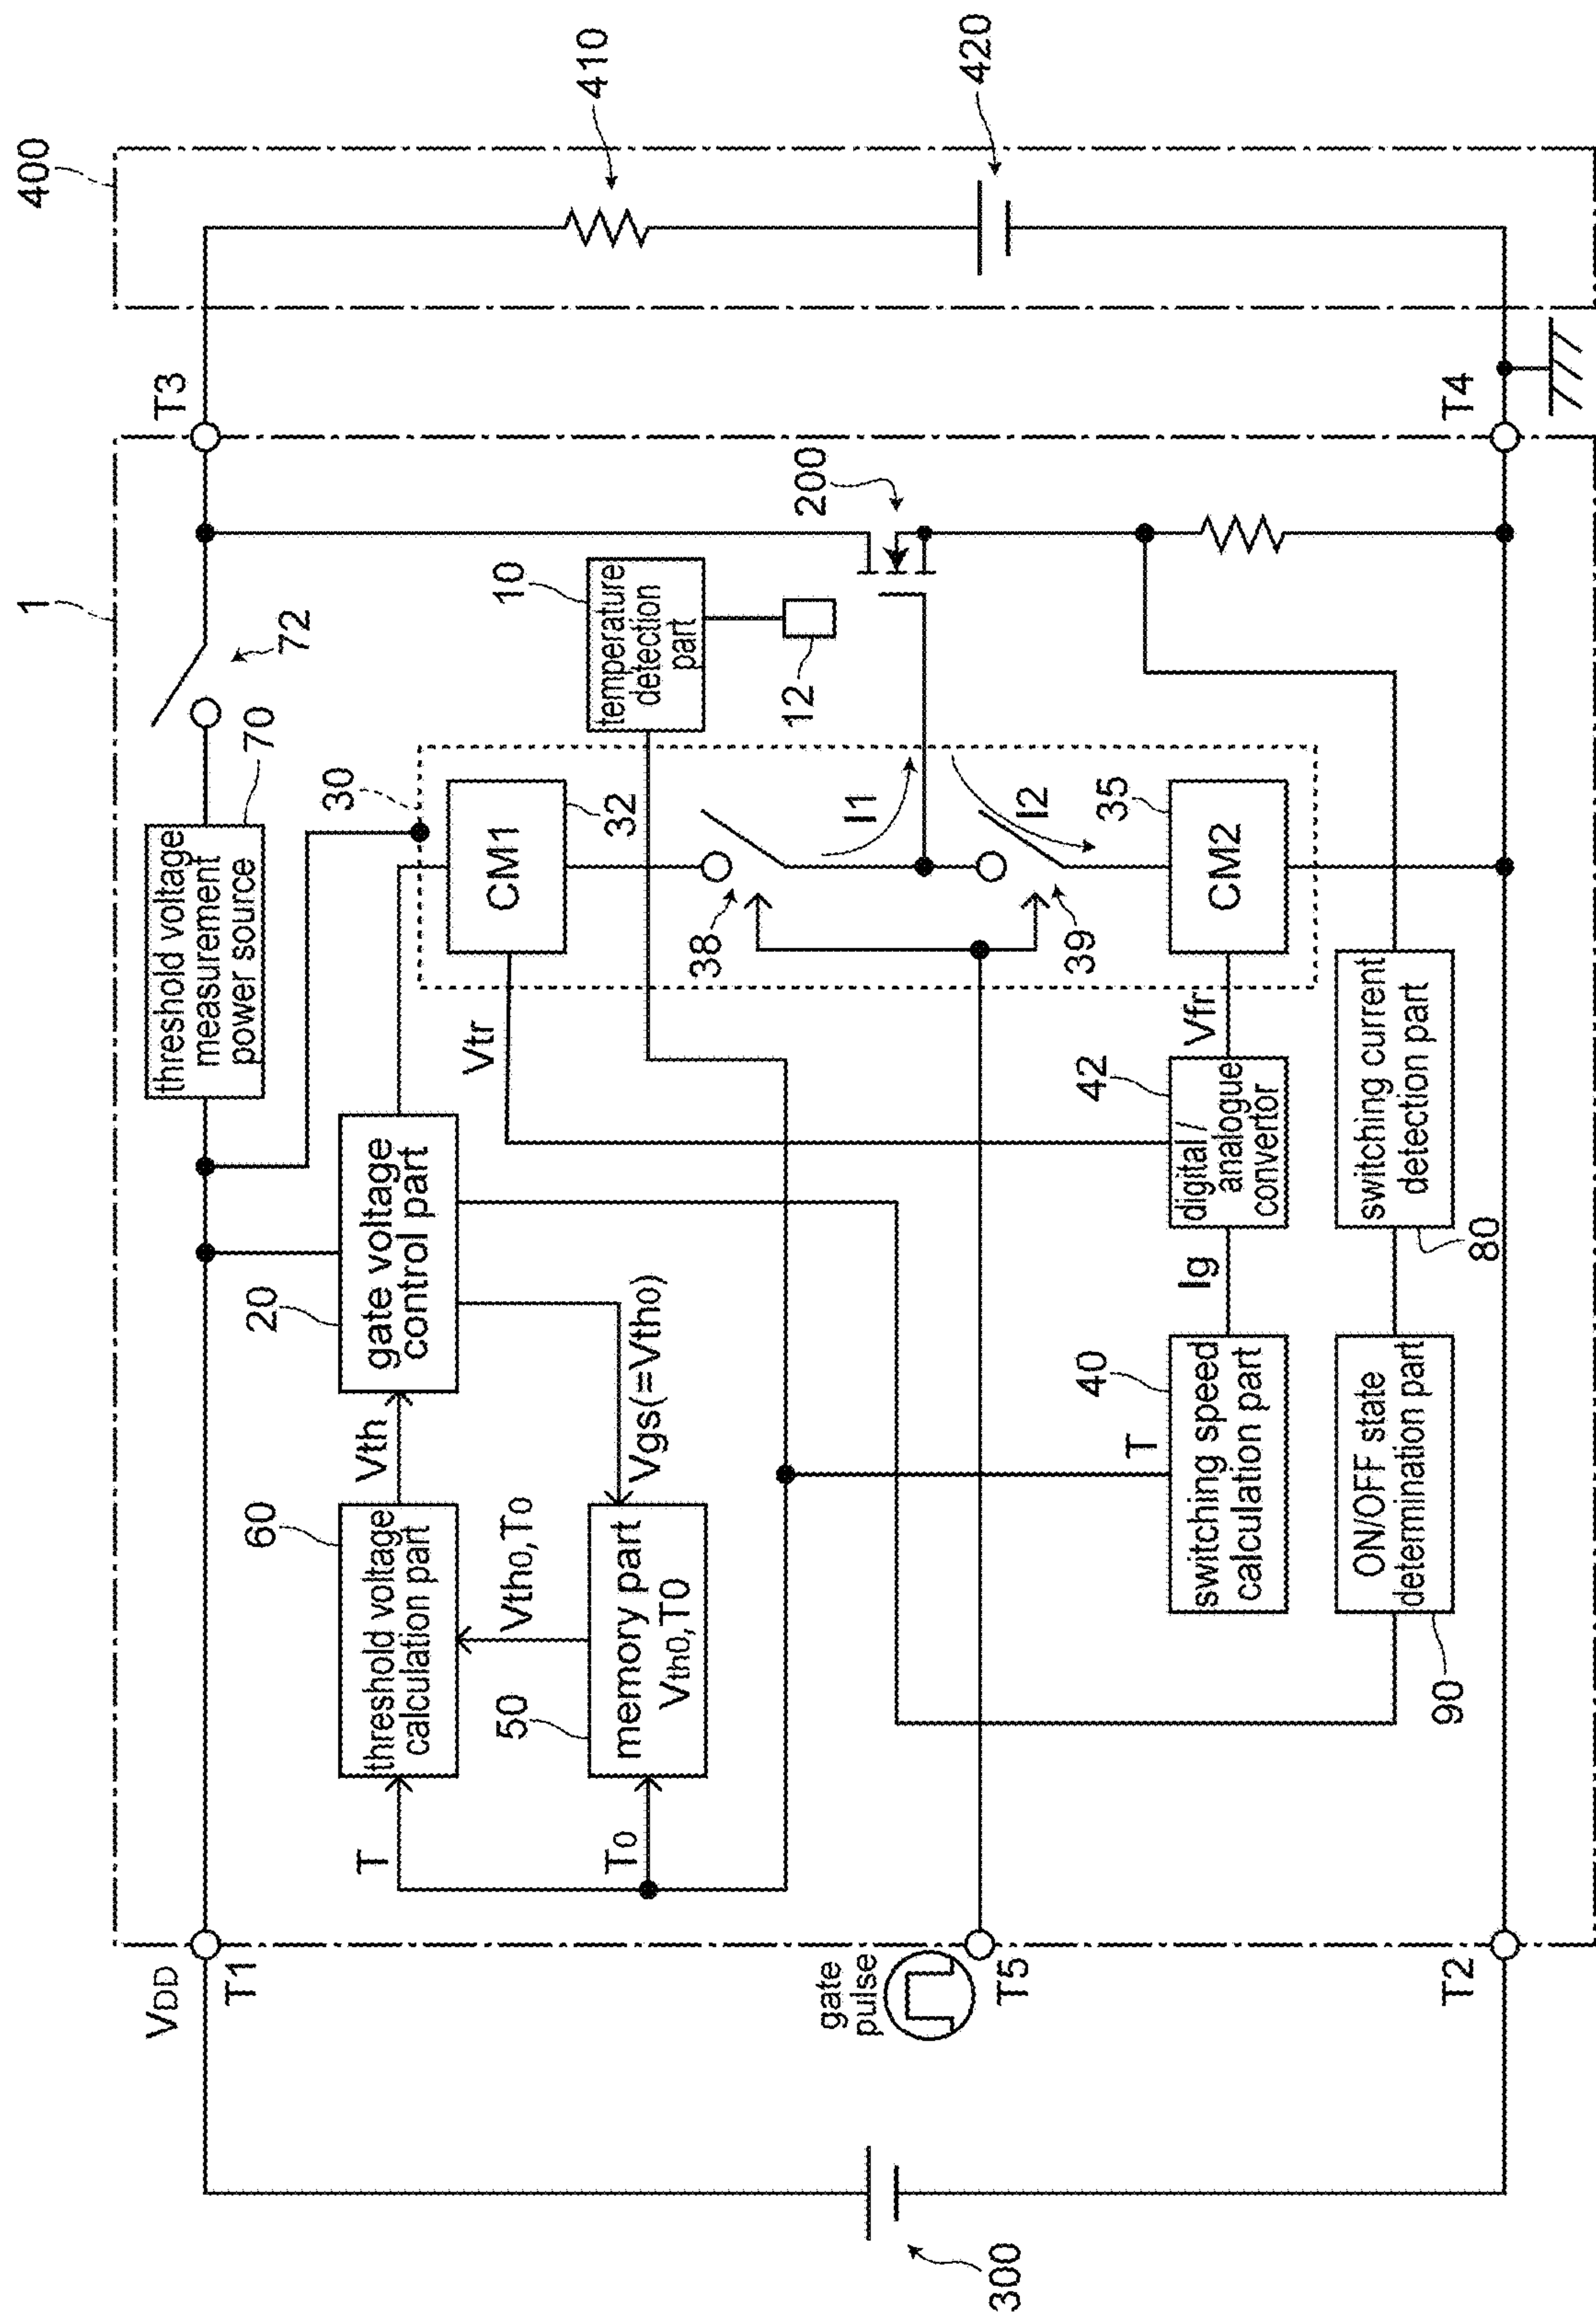 400
410
420
1
T3
T4
72
10
temperature
detection
part
12
200
70
threshold voltage
measurement
power source
30
CM1
32
I1
I2
35
CM2
38
39
Vtr
Vfr
42
digital /
analogue
convertor
switching current
detection part
80
20
gate voltage
control part
Vgs(=Vth0)
Ig
40
switching speed
calculation part
T
ON/OFF state
determination part
90
Vth
60
threshold voltage
calculation part
Vth0,T0
50
memory part
Vth0,T0
T
T0
VDD
T1
gate
pulse
T5
T2
300